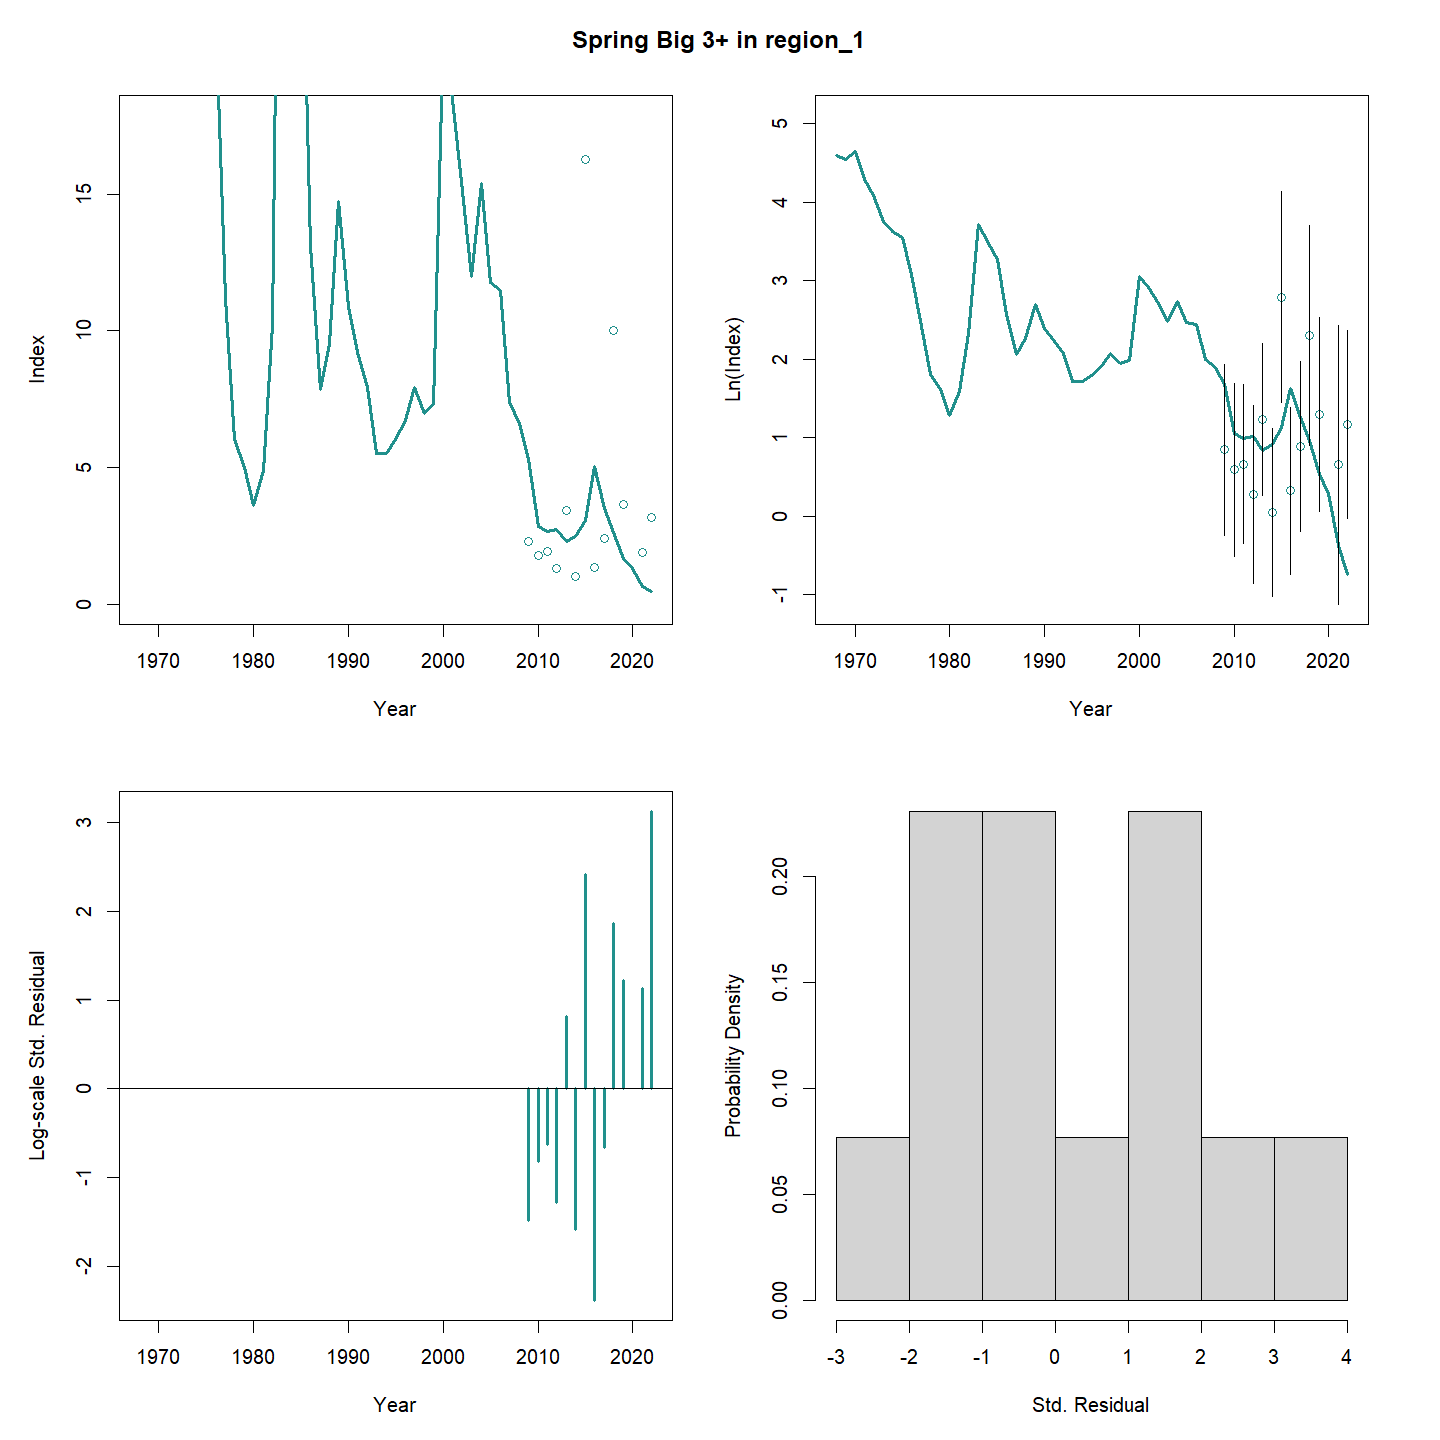 Spring Big 3+ in region_1
Index
0 5 10 15
1970 1980 1990 2000 2010 2020
Year
Ln(Index)
-1 0 1 2 3 4 5
1970 1980 1990 2000 2010 2020
Year
Log-scale Std. Residual
-2 -1 0 1 2 3
1970 1980 1990 2000 2010 2020
Year
Probability Density
0.00 0.05 0.10 0.15 0.20
-3 -2 -1 0 1 2 3 4
Std. Residual